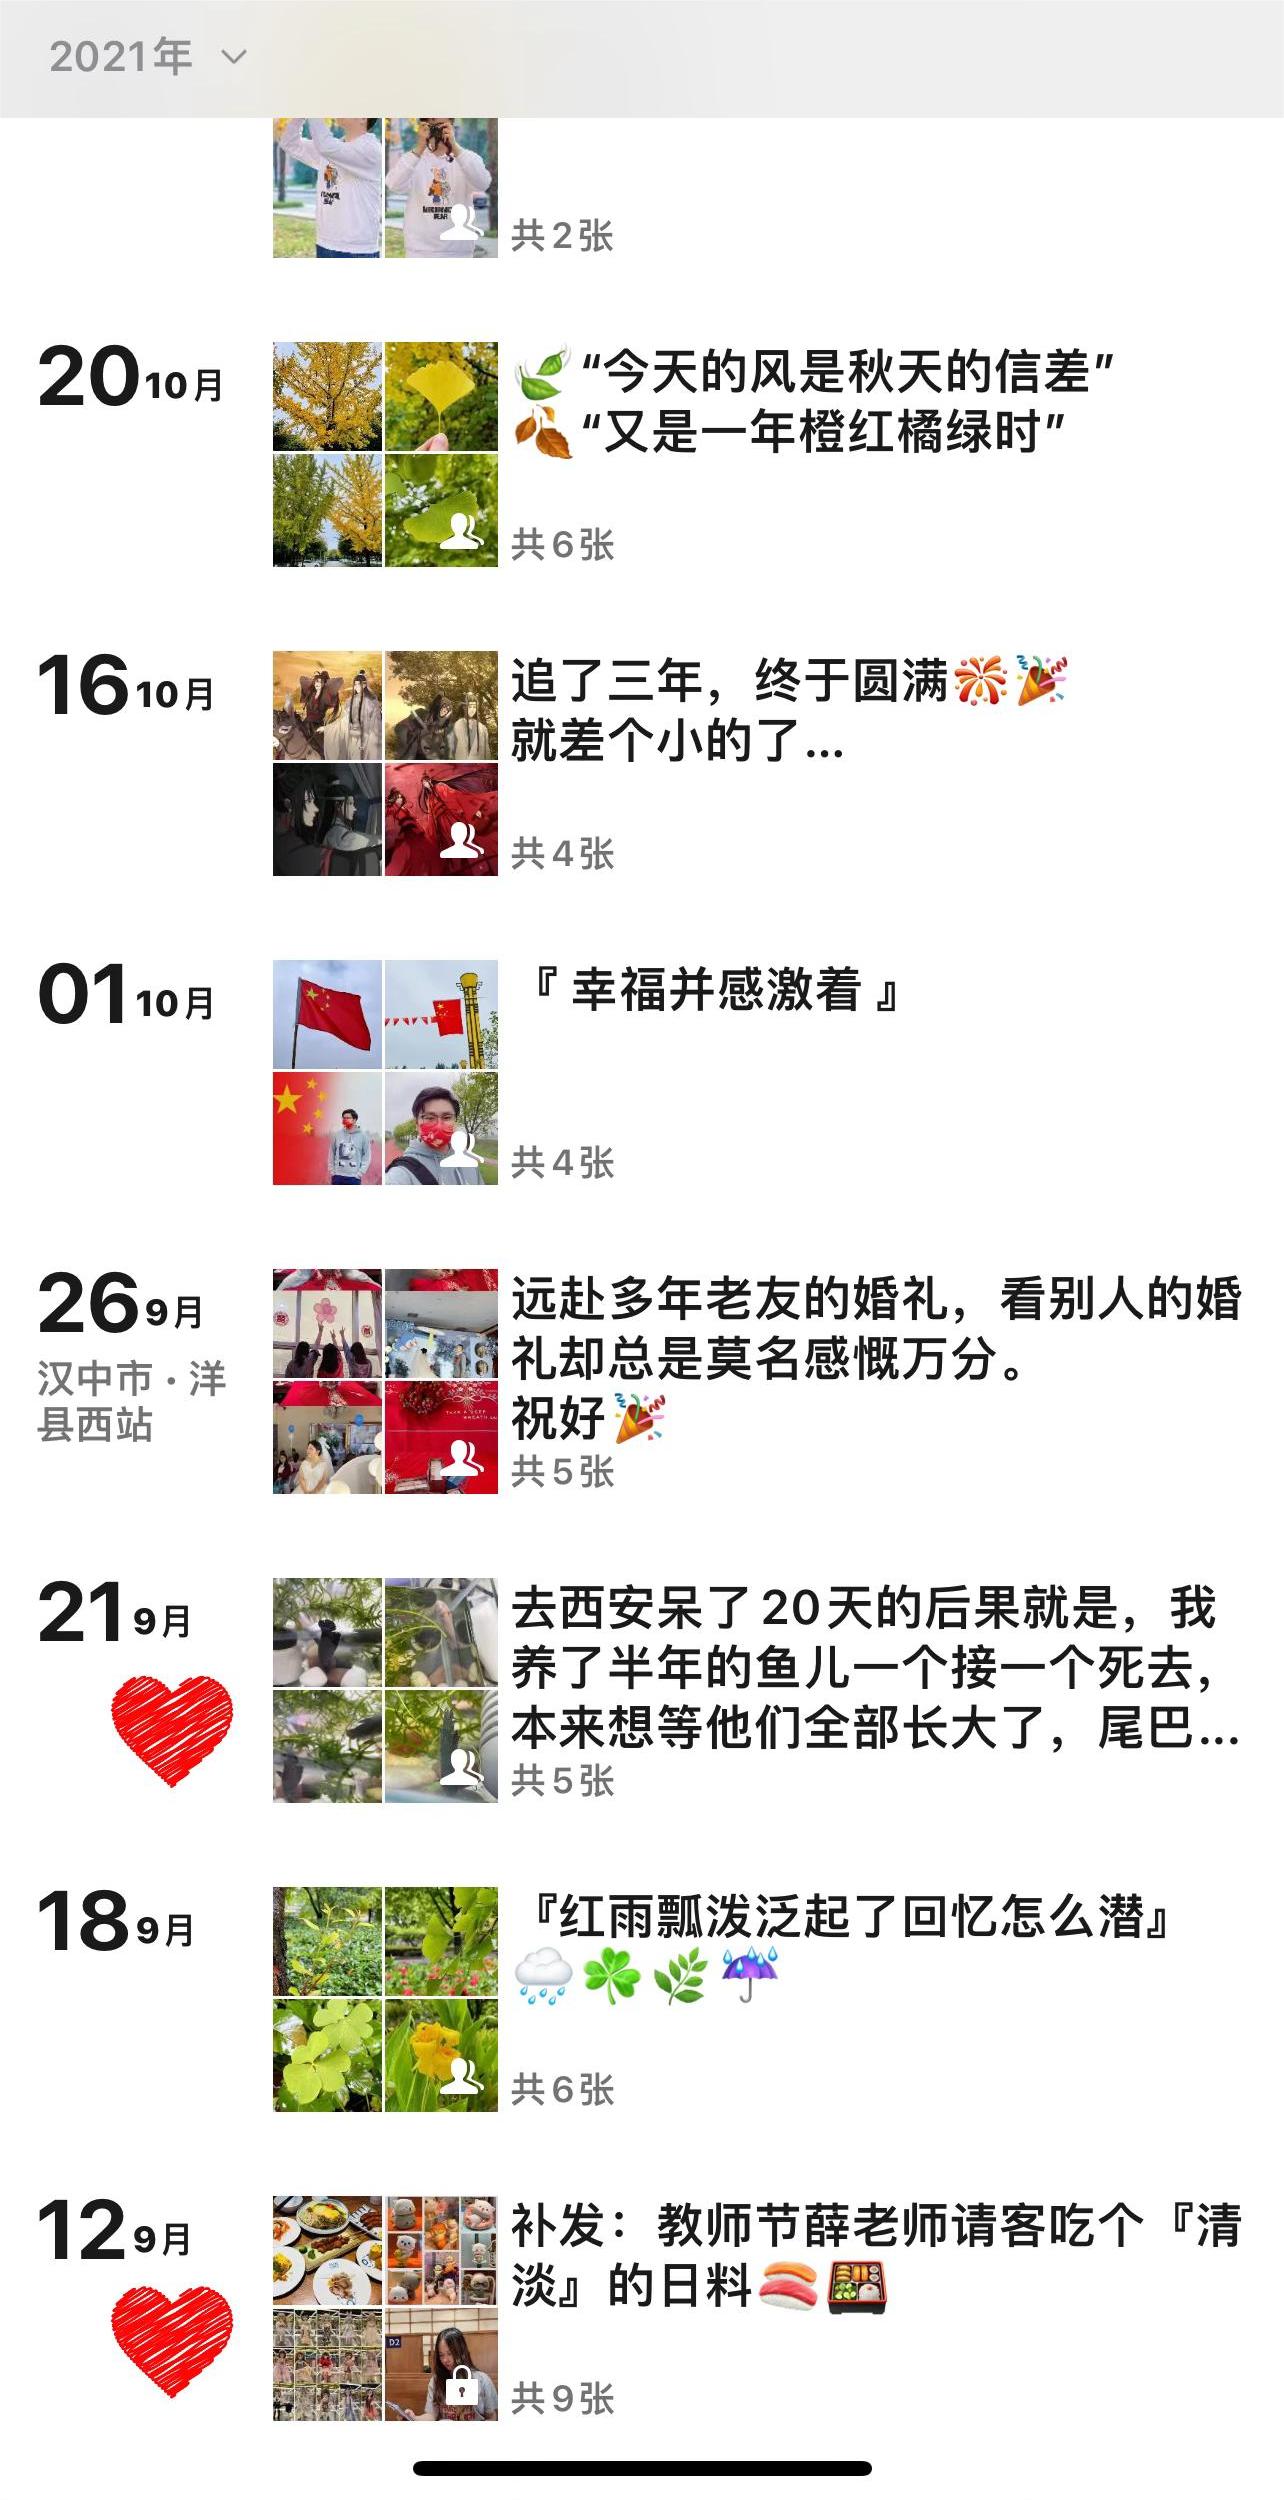 2021年
共2张
20 10月
🍃“今天的风是秋天的信差”
🍂“又是一年橙红橘绿时”
共6张
16 10月
追了三年，终于圆满🎆🎉
就差个小的了...
共4张
01 10月
『 幸福并感激着 』
共4张
26 9月
汉中市·洋
县西站
远赴多年老友的婚礼，看别人的婚
礼却总是莫名感慨万分。
祝好🎉
共5张
21 9月
去西安呆了20天的后果就是，我
养了半年的鱼儿一个接一个死去，
本来想等他们全部长大了，尾巴...
共5张
18 9月
『红雨瓢泼泛起了回忆怎么潜』
🌧☘🌿☔
共6张
12 9月
补发：教师节薛老师请客吃个『清
淡』的日料🍣🍱
D2
共9张